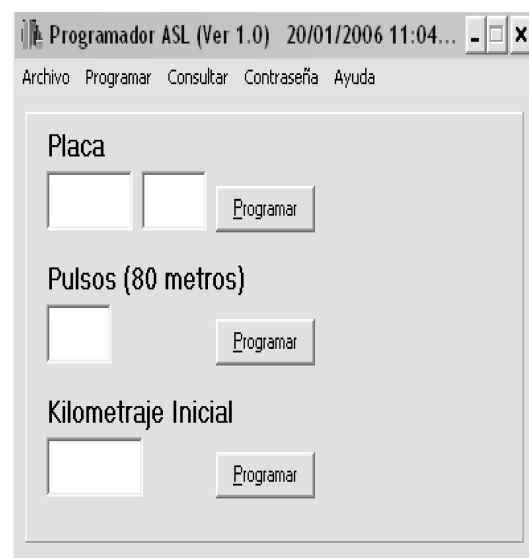 Programador ASL (Ver 1.0) 20/01/2006 11:04...
Archivo Programar Consultar Contraseña Ayuda
Placa
Programar
Pulsos (80 metros)
Programar
Kilometraje Inicial
Programar